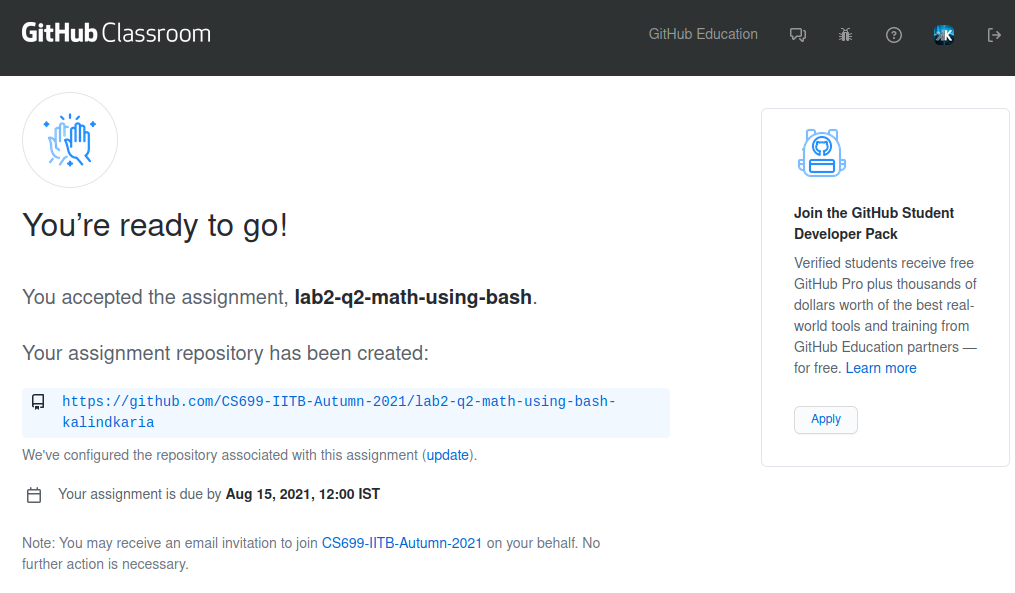 GitHub Classroom
GitHub Education
K
You're ready to go!
You accepted the assignment, lab2-q2-math-using-bash.
Your assignment repository has been created:
https://github.com/CS699-IITB-Autumn-2021/lab2-q2-math-using-bash-
kalindkaria
We've configured the repository associated with this assignment (update).
Your assignment is due by Aug 15, 2021, 12:00 IST
Note: You may receive an email invitation to join CS699-IITB-Autumn-2021 on your behalf. No
further action is necessary.
Join the GitHub Student
Developer Pack
Verified students receive free
GitHub Pro plus thousands of
dollars worth of the best real-
world tools and training from
GitHub Education partners —
for free. Learn more
Apply